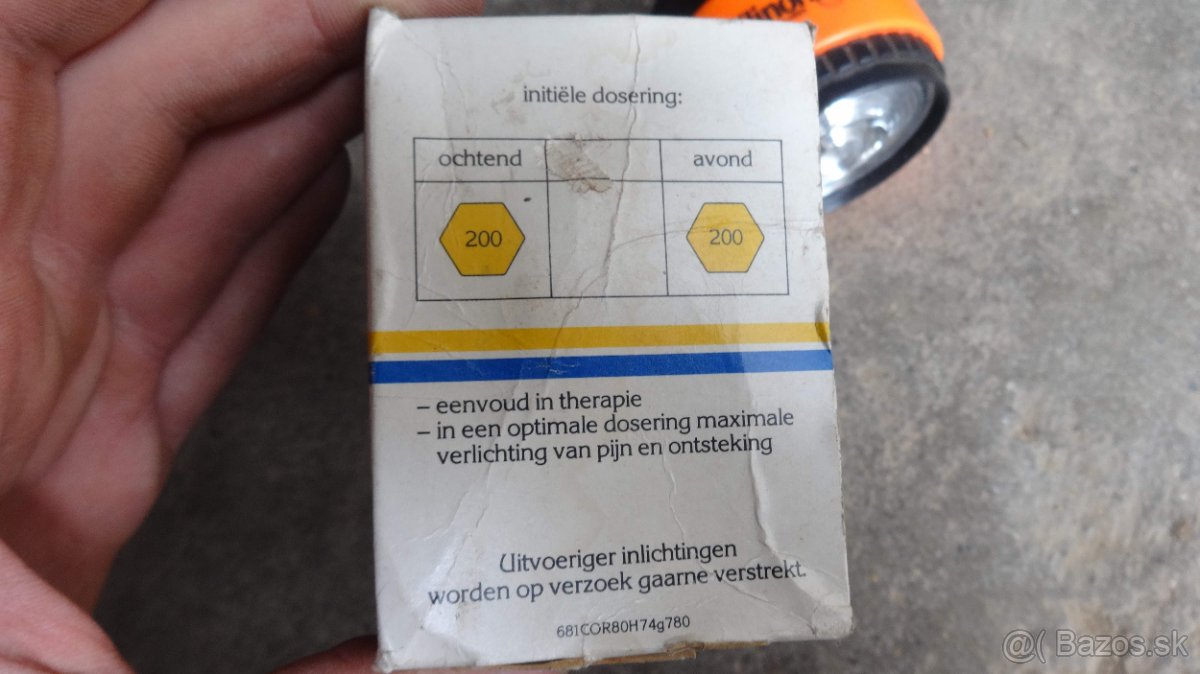 initiële dosering:
ochtend avond
200 200
– eenvoud in therapie
– in een optimale dosering maximale
verlichting van pijn en ontsteking
Uitvoeriger inlichtingen
worden op verzoek gaarne verstrekt.
681COR80H74g780
@( Bazos.sk